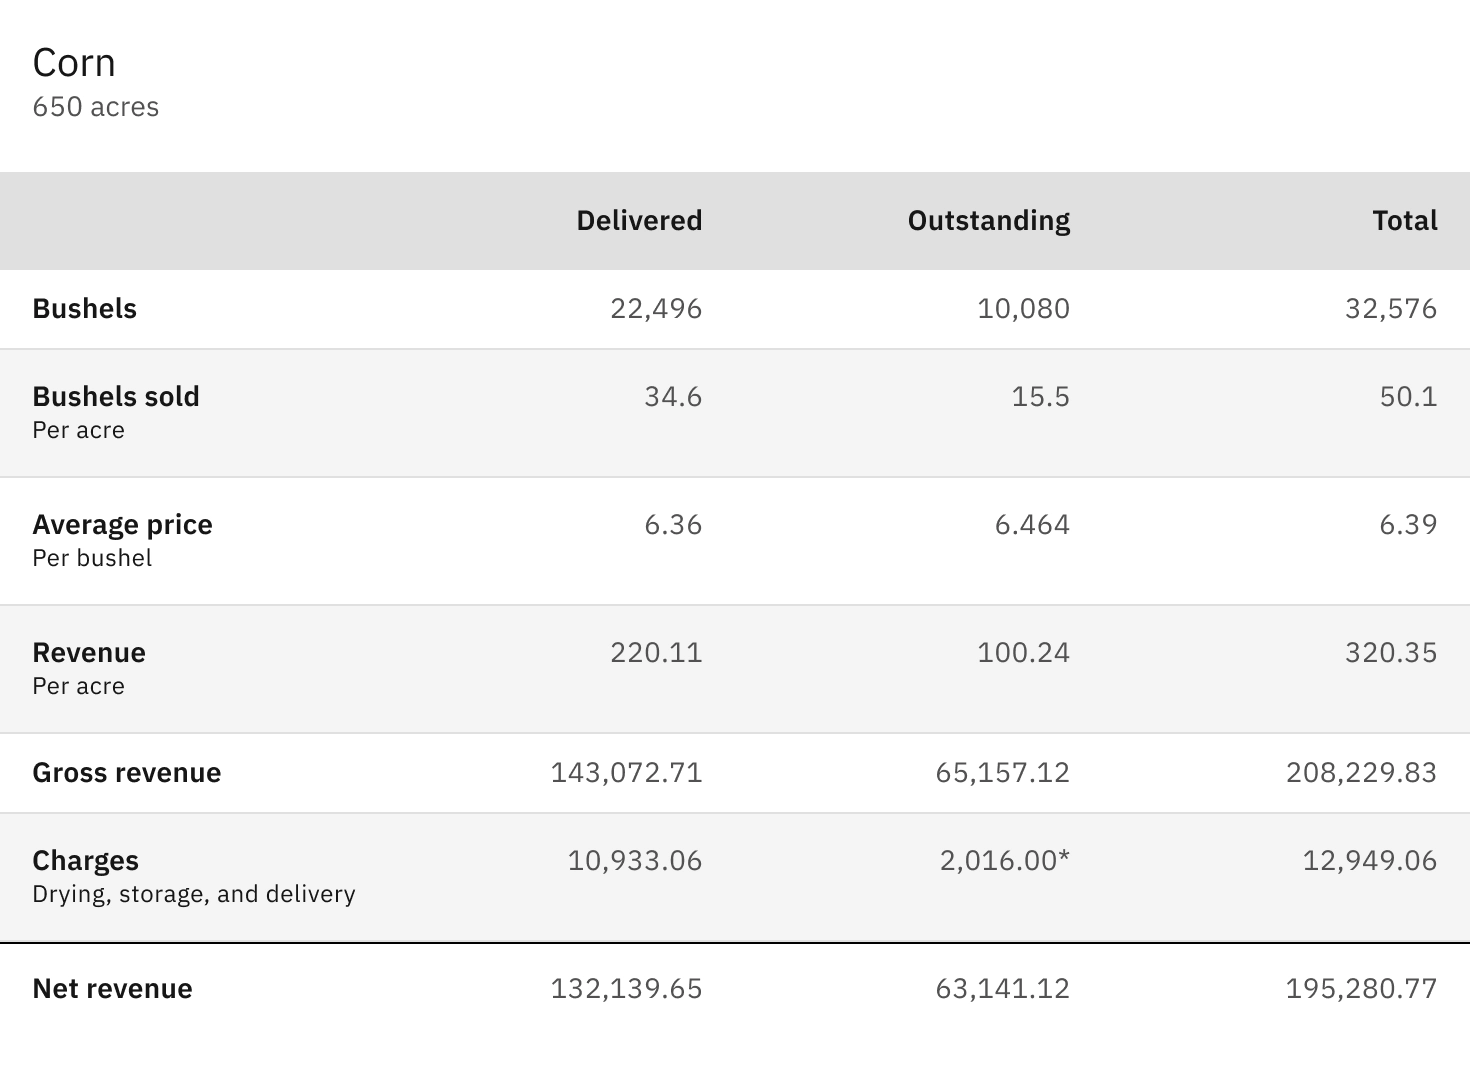 Corn
650 acres
Delivered Outstanding Total
Bushels 22,496 10,080 32,576
Bushels sold 34.6 15.5 50.1
Per acre
Average price 6.36 6.464 6.39
Per bushel
Revenue 220.11 100.24 320.35
Per acre
Gross revenue 143,072.71 65,157.12 208,229.83
Charges 10,933.06 2,016.00* 12,949.06
Drying, storage, and delivery
Net revenue 132,139.65 63,141.12 195,280.77